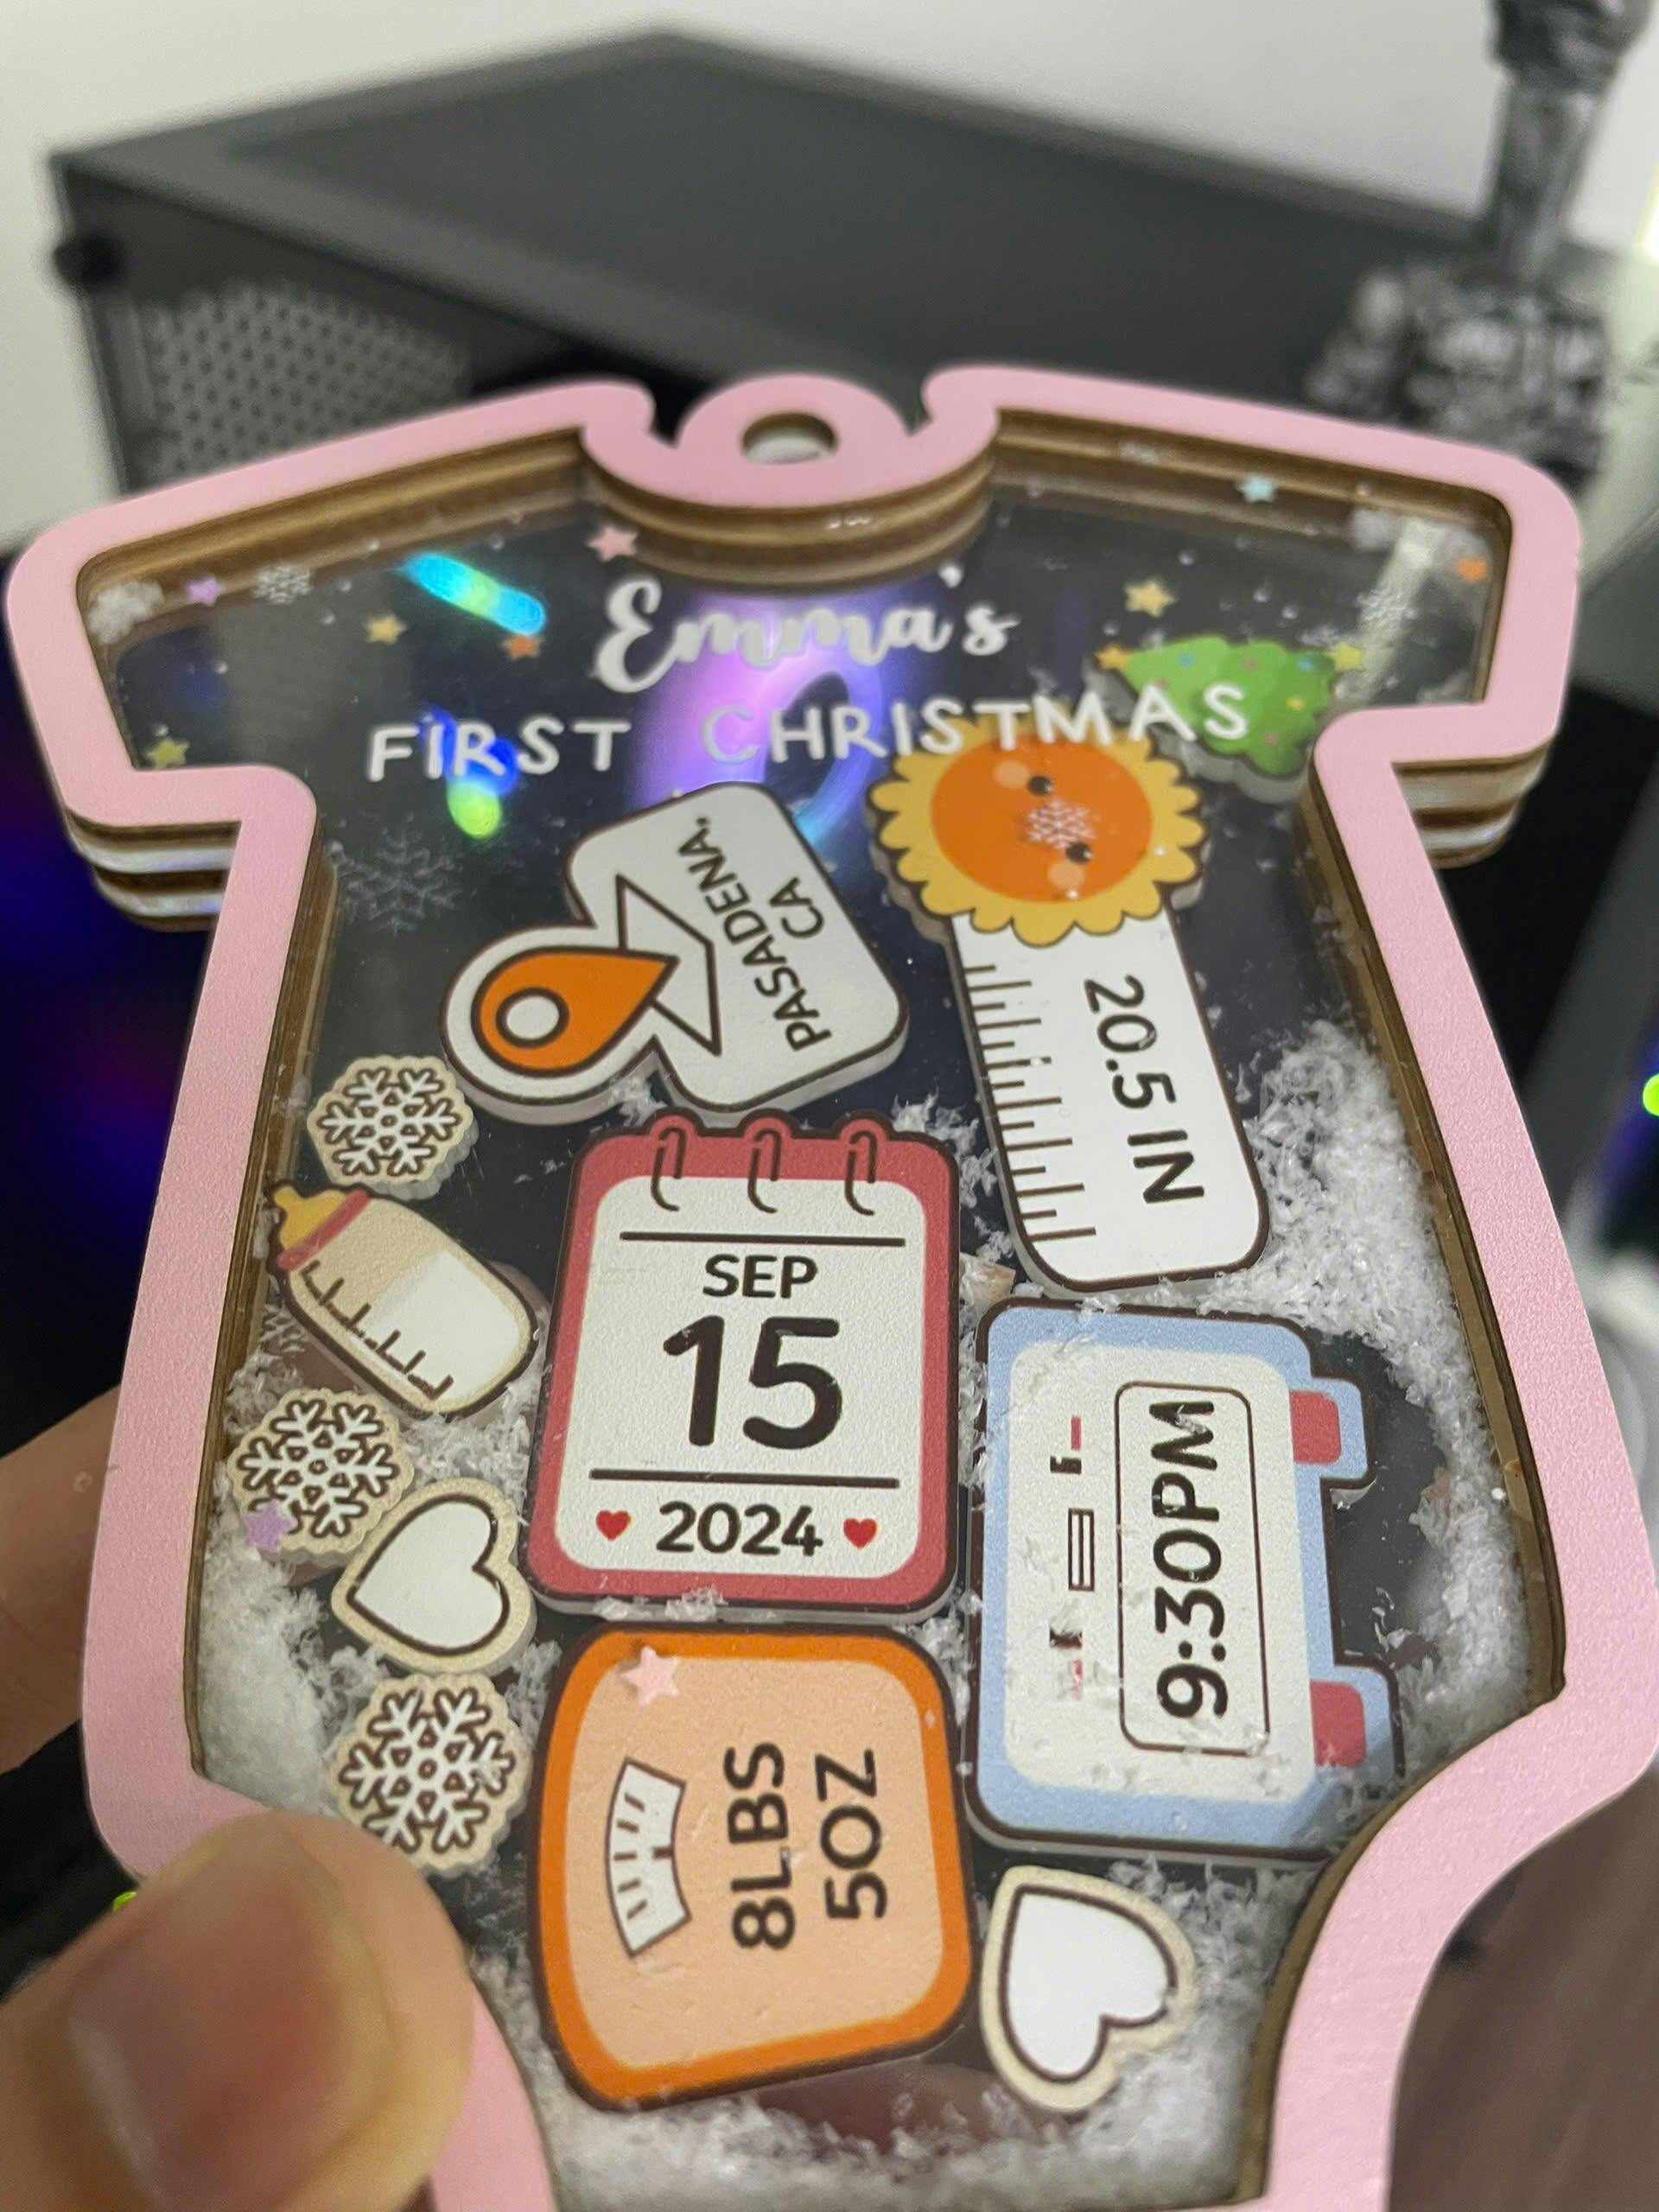 Emma's
FIRST CHRISTMAS
PASADENA,
CA
20.5 IN
SEP
15
2024
9:30PM
8LBS
5OZ